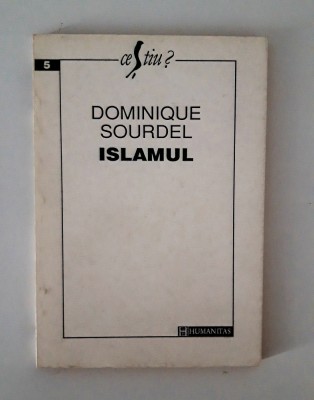 5
ce Știu?
DOMINIQUE
SOURDEL
ISLAMUL
HUMANITAS